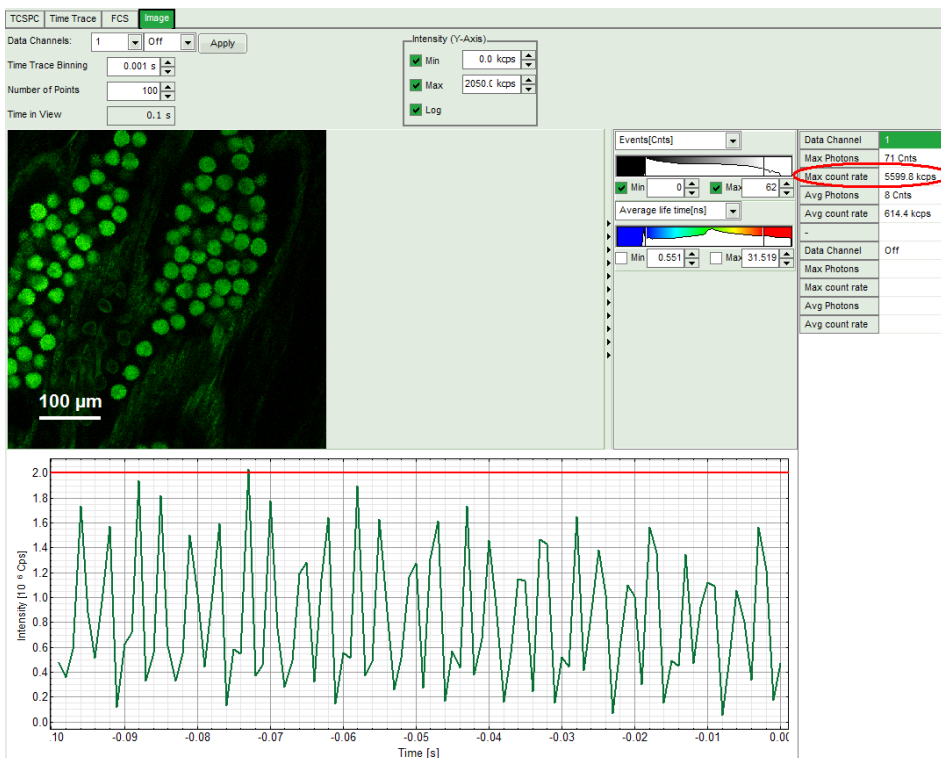 TCSPC Time Trace FCS Image
Data Channels: 1 Off Apply
Time Trace Binning 0.001 s
Number of Points 100
Time in View 0.1 s
Intensity (Y-Axis)
Min 0.0 kcps
Max 2050.0 kcps
Log
100 µm
Events[Cnts]
Min 0 Max 62
Average life time[ns]
Min 0.551 Max 31.519
Data Channel 1
Max Photons 71 Cnts
Max count rate 5599.8 kcps
Avg Photons 8 Cnts
Avg count rate 614.4 kcps
-
Data Channel Off
Max Photons
Max count rate
Avg Photons
Avg count rate
Intensity [10 6 Cps]
2.0
1.8
1.6
1.4
1.2
1.0
0.8
0.6
0.4
0.2
0.0
.10 -0.09 -0.08 -0.07 -0.06 -0.05 -0.04 -0.03 -0.02 -0.01 0.00
Time [s]